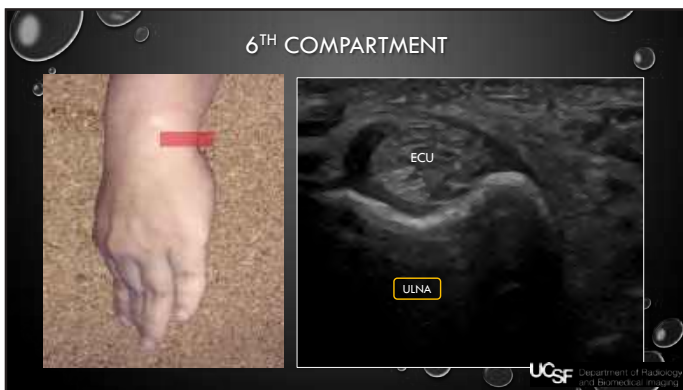 6TH COMPARTMENT
ECU
ULNA
UCSF Department of Radiology
and Biomedical Imaging